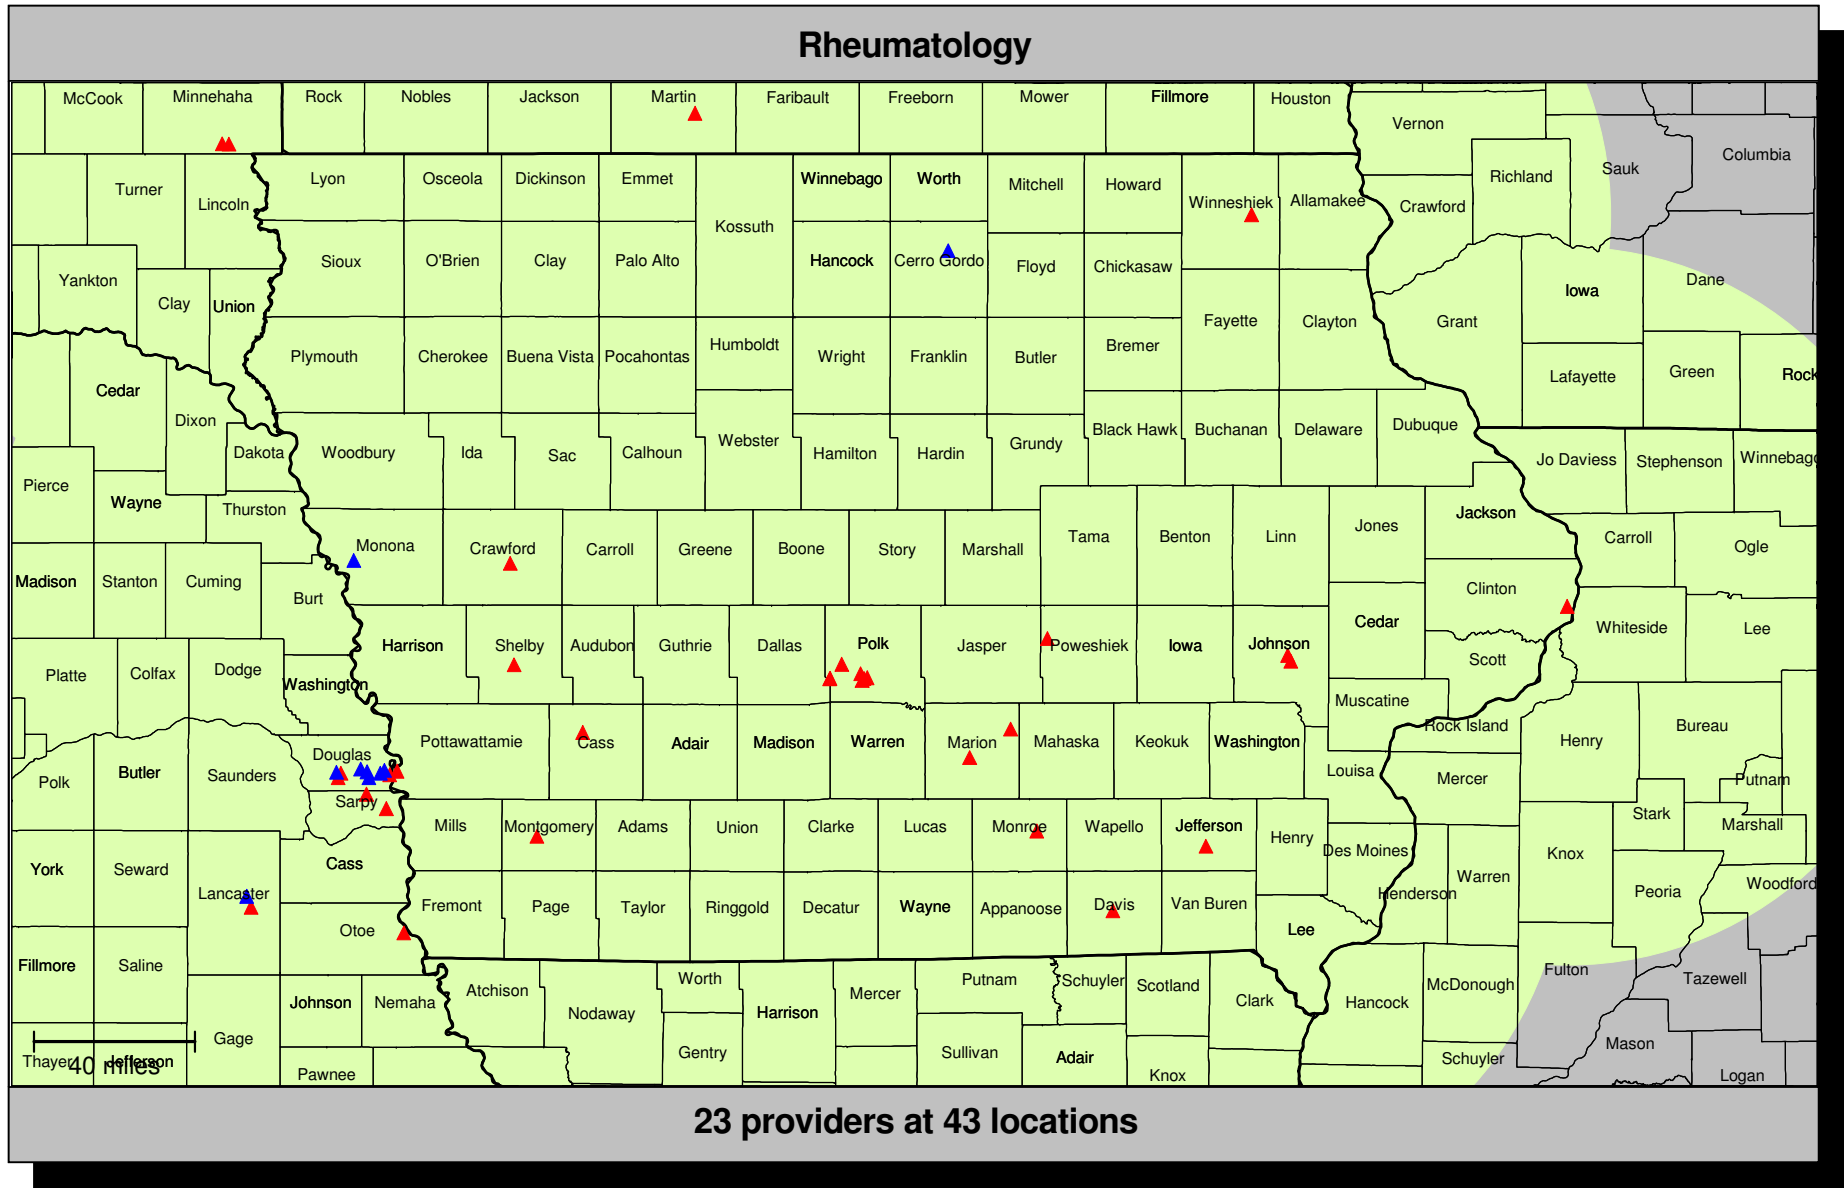 Rheumatology
McCook Minnehaha Rock Nobles Jackson Martin Faribault Freeborn Mower Fillmore Houston
Vernon
Columbia
Sauk
Turner Lyon Osceola Dickinson Emmet Winnebago Worth Mitchell Howard Richland
Lincoln Winneshiek Allamakee Crawford
Kossuth
Yankton Sioux O'Brien Clay Palo Alto Hancock Cerro Gordo Floyd Chickasaw Dane
Clay Union Iowa
Fayette Clayton Grant
Plymouth Cherokee Buena Vista Pocahontas Humboldt Wright Franklin Butler Bremer
Cedar Lafayette Green Rock
Dixon Webster Black Hawk Buchanan Delaware Dubuque
Dakota Woodbury Ida Sac Calhoun Hamilton Hardin Grundy Jo Daviess Stephenson Winnebago
Pierce
Wayne Thurston Jackson
Monona Crawford Carroll Greene Boone Story Marshall Tama Benton Linn Jones Carroll Ogle
Madison Stanton Cuming Burt Clinton
Harrison Shelby Audubon Guthrie Dallas Polk Jasper Poweshiek Iowa Johnson Cedar Whiteside Lee
Platte Colfax Dodge Washington Scott
Muscatine
Rock Island Bureau
Pottawattamie Cass Adair Madison Warren Marion Mahaska Keokuk Washington Henry
Douglas
Polk Butler Saunders Louisa Mercer Putnam
Sarpy
Mills Montgomery Adams Union Clarke Lucas Monroe Wapello Jefferson Henry Stark Marshall
Des Moines Knox
York Seward Cass Warren
Lancaster Henderson Peoria Woodford
Fremont Page Taylor Ringgold Decatur Wayne Appanoose Davis Van Buren
Otoe Lee
Fillmore Saline Fulton
Johnson Nemaha Atchison Worth Mercer Putnam Schuyler Scotland Clark Hancock McDonough Tazewell
Nodaway Harrison
Gage Gentry Sullivan Adair Schuyler Mason
Thayer Jefferson
40 miles
Pawnee Knox Logan
23 providers at 43 locations